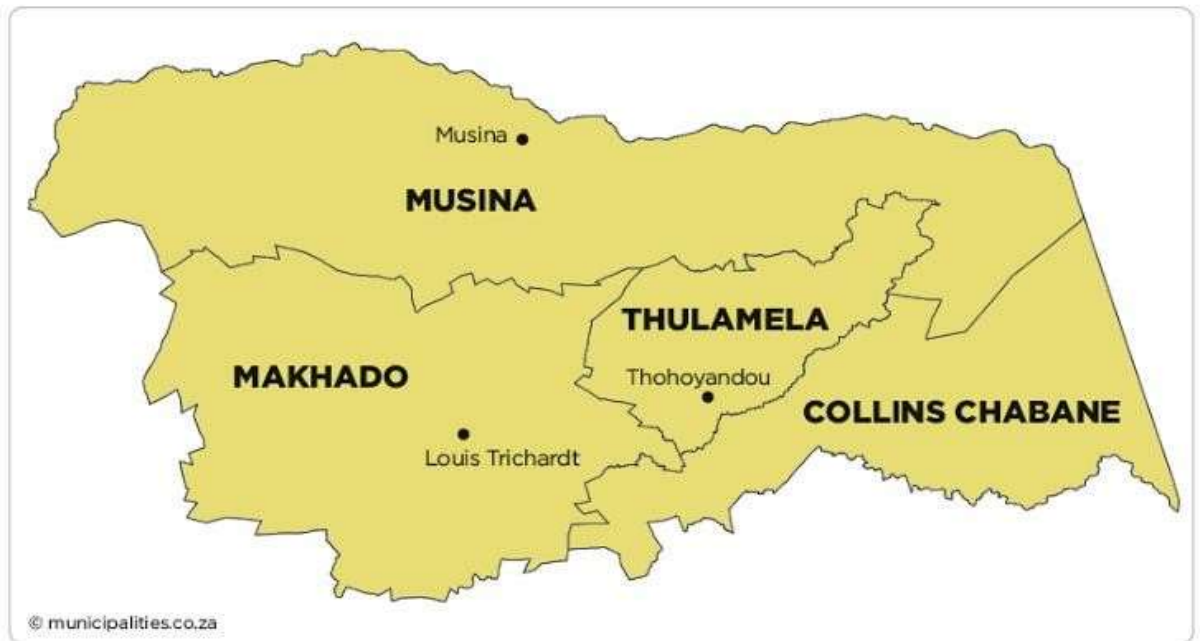 Musina
MUSINA
THULAMELA
MAKHADO
Thohoyandou
COLLINS CHABANE
Louis Trichardt
© municipalities.co.za